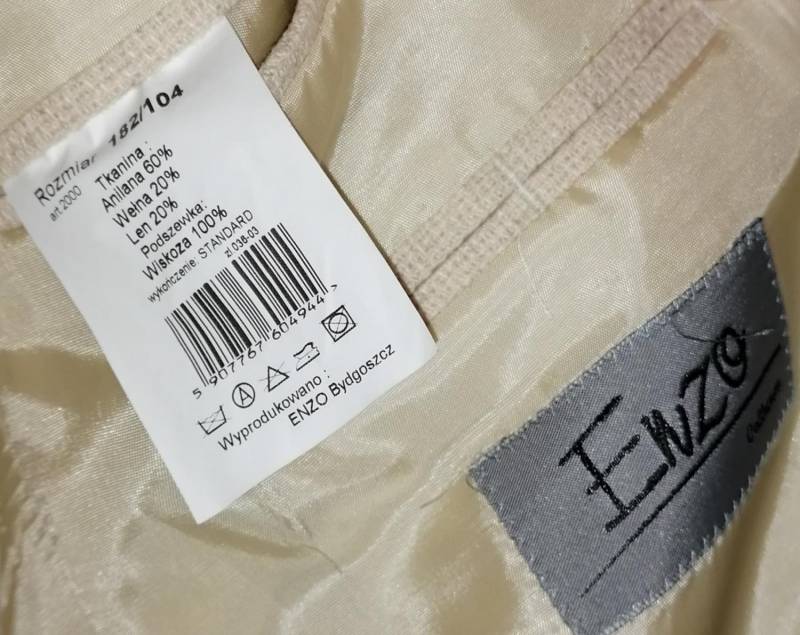 Rozmiar 182/104
art. 2000
Tkanina :
Anilana 60%
Wełna 20%
Len 20%
Podszewka:
Wiskoza 100%
wykończenie: STANDARD
zl 038-03
5 907767 604944 >
A
Wyprodukowano :
ENZO Bydgoszcz
ENZO
Collection